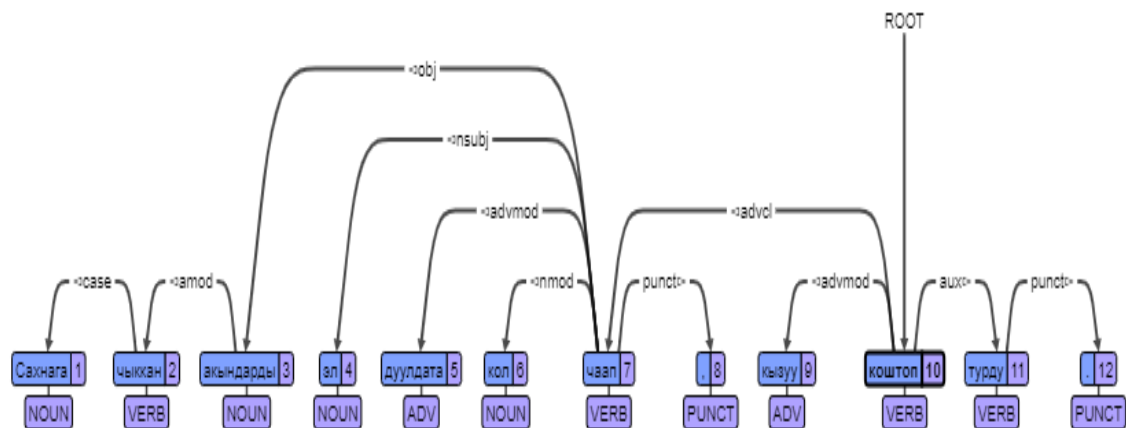 ROOT
◅obj
◅nsubj
◅advmod ◅advcl
◅case ◅amod ◅nmod punct▻ ◅advmod aux▻ punct▻
Сахнага 1 чыккан 2 акындарды 3 эл 4 дуулдата 5 кол 6 чаап 7 , 8 кызуу 9 коштоп 10 турду 11 . 12
NOUN VERB NOUN NOUN ADV NOUN VERB PUNCT ADV VERB VERB PUNCT